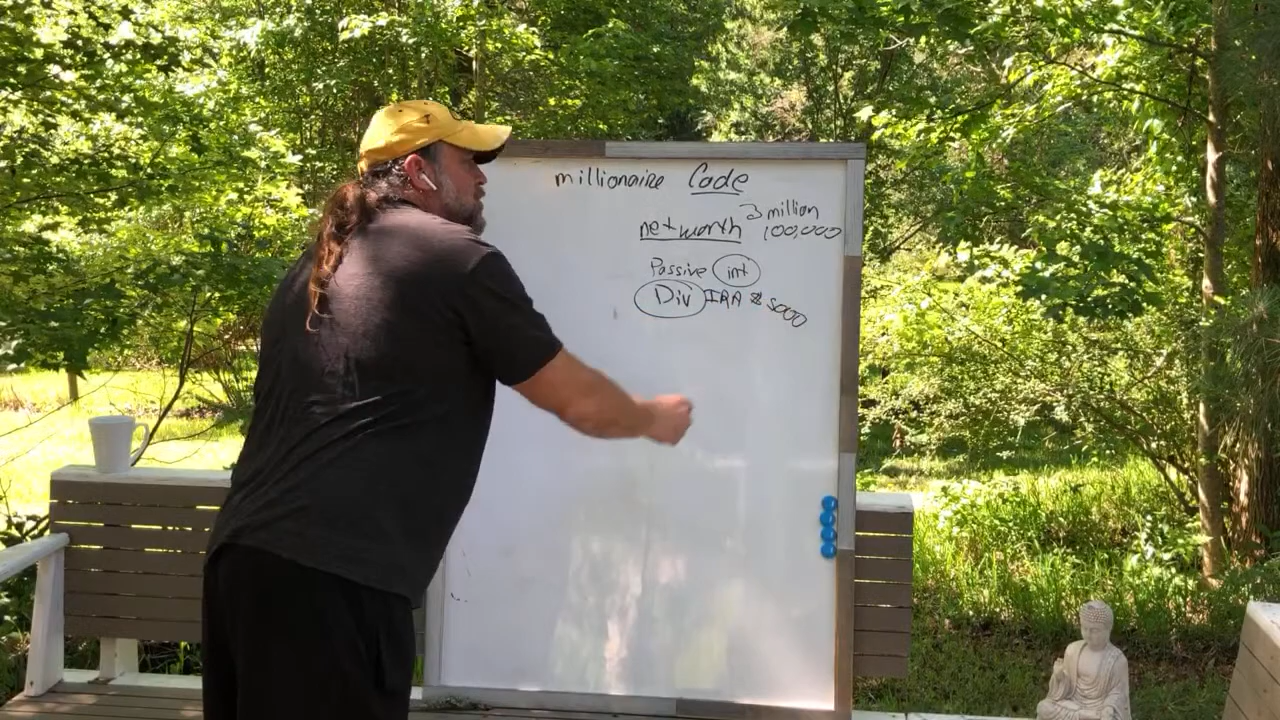 millionaire Code
net worth 3 million
100,000
Passive int
Div IRA $5000